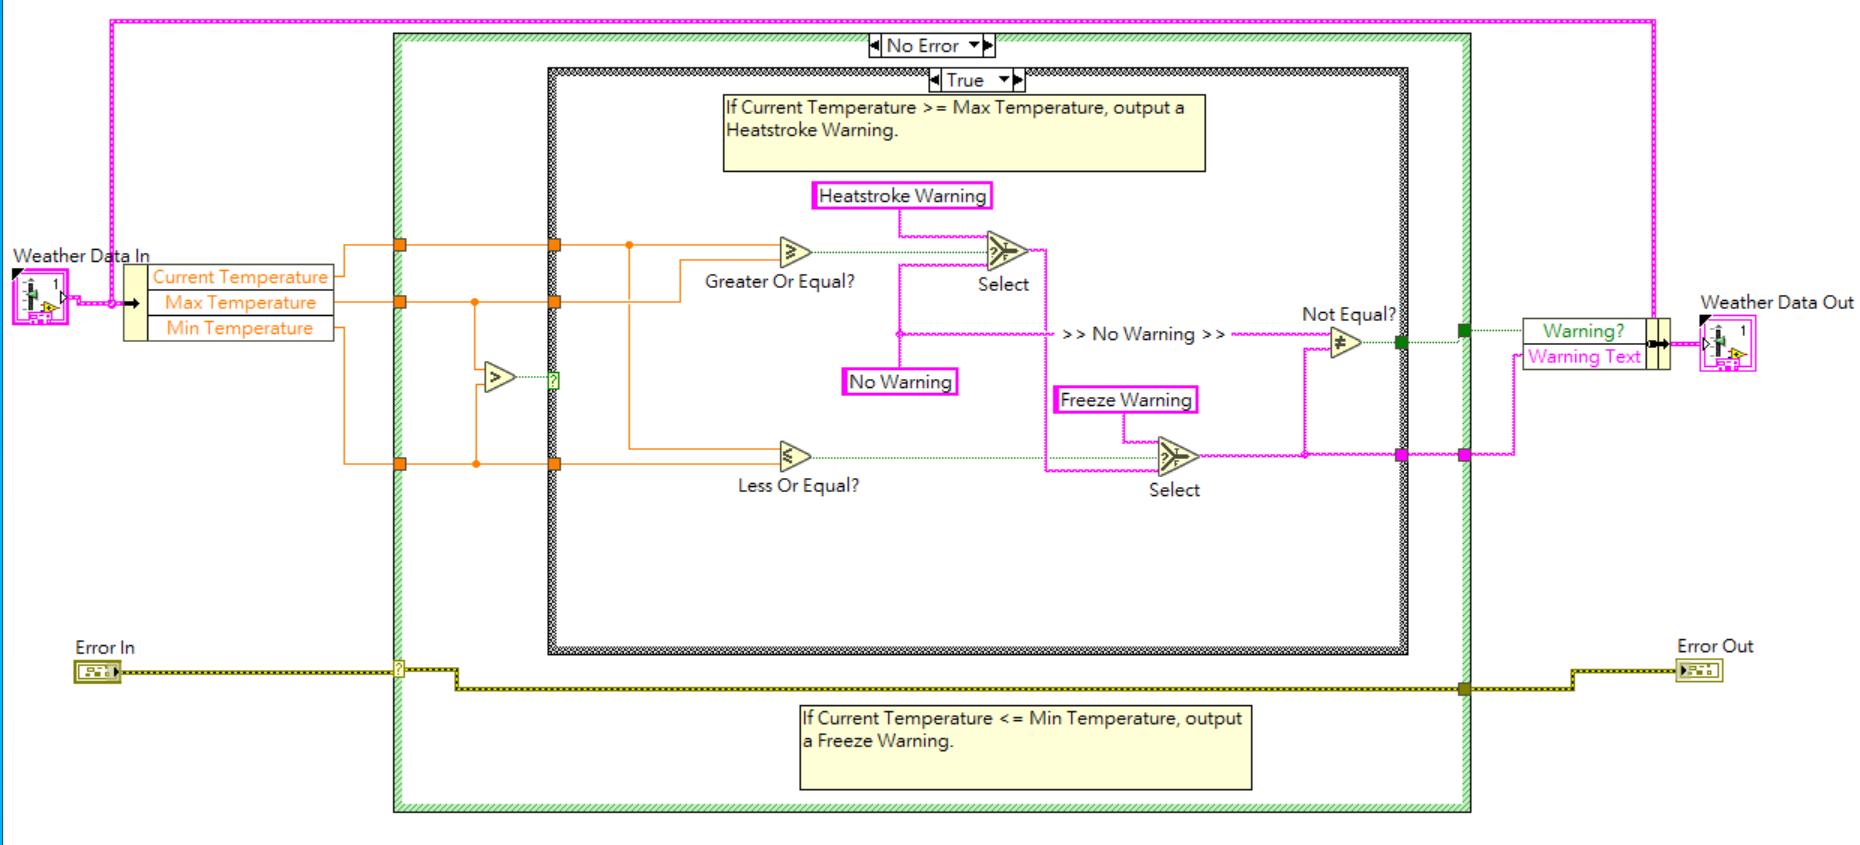 No Error
True
If Current Temperature >= Max Temperature, output a
Heatstroke Warning.
Heatstroke Warning
Weather Data In
1
Current Temperature
Max Temperature
Min Temperature
Greater Or Equal?
?
T
F
Select
>> No Warning >>
Not Equal?
≠
Weather Data Out
1
Warning?
Warning Text
>
?
No Warning
Freeze Warning
≥
≤
Less Or Equal?
?
T
F
Select
Error In
?
Error Out
If Current Temperature <= Min Temperature, output
a Freeze Warning.